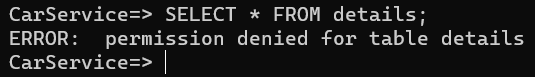 CarService=> SELECT * FROM details;
ERROR:  permission denied for table details
CarService=>